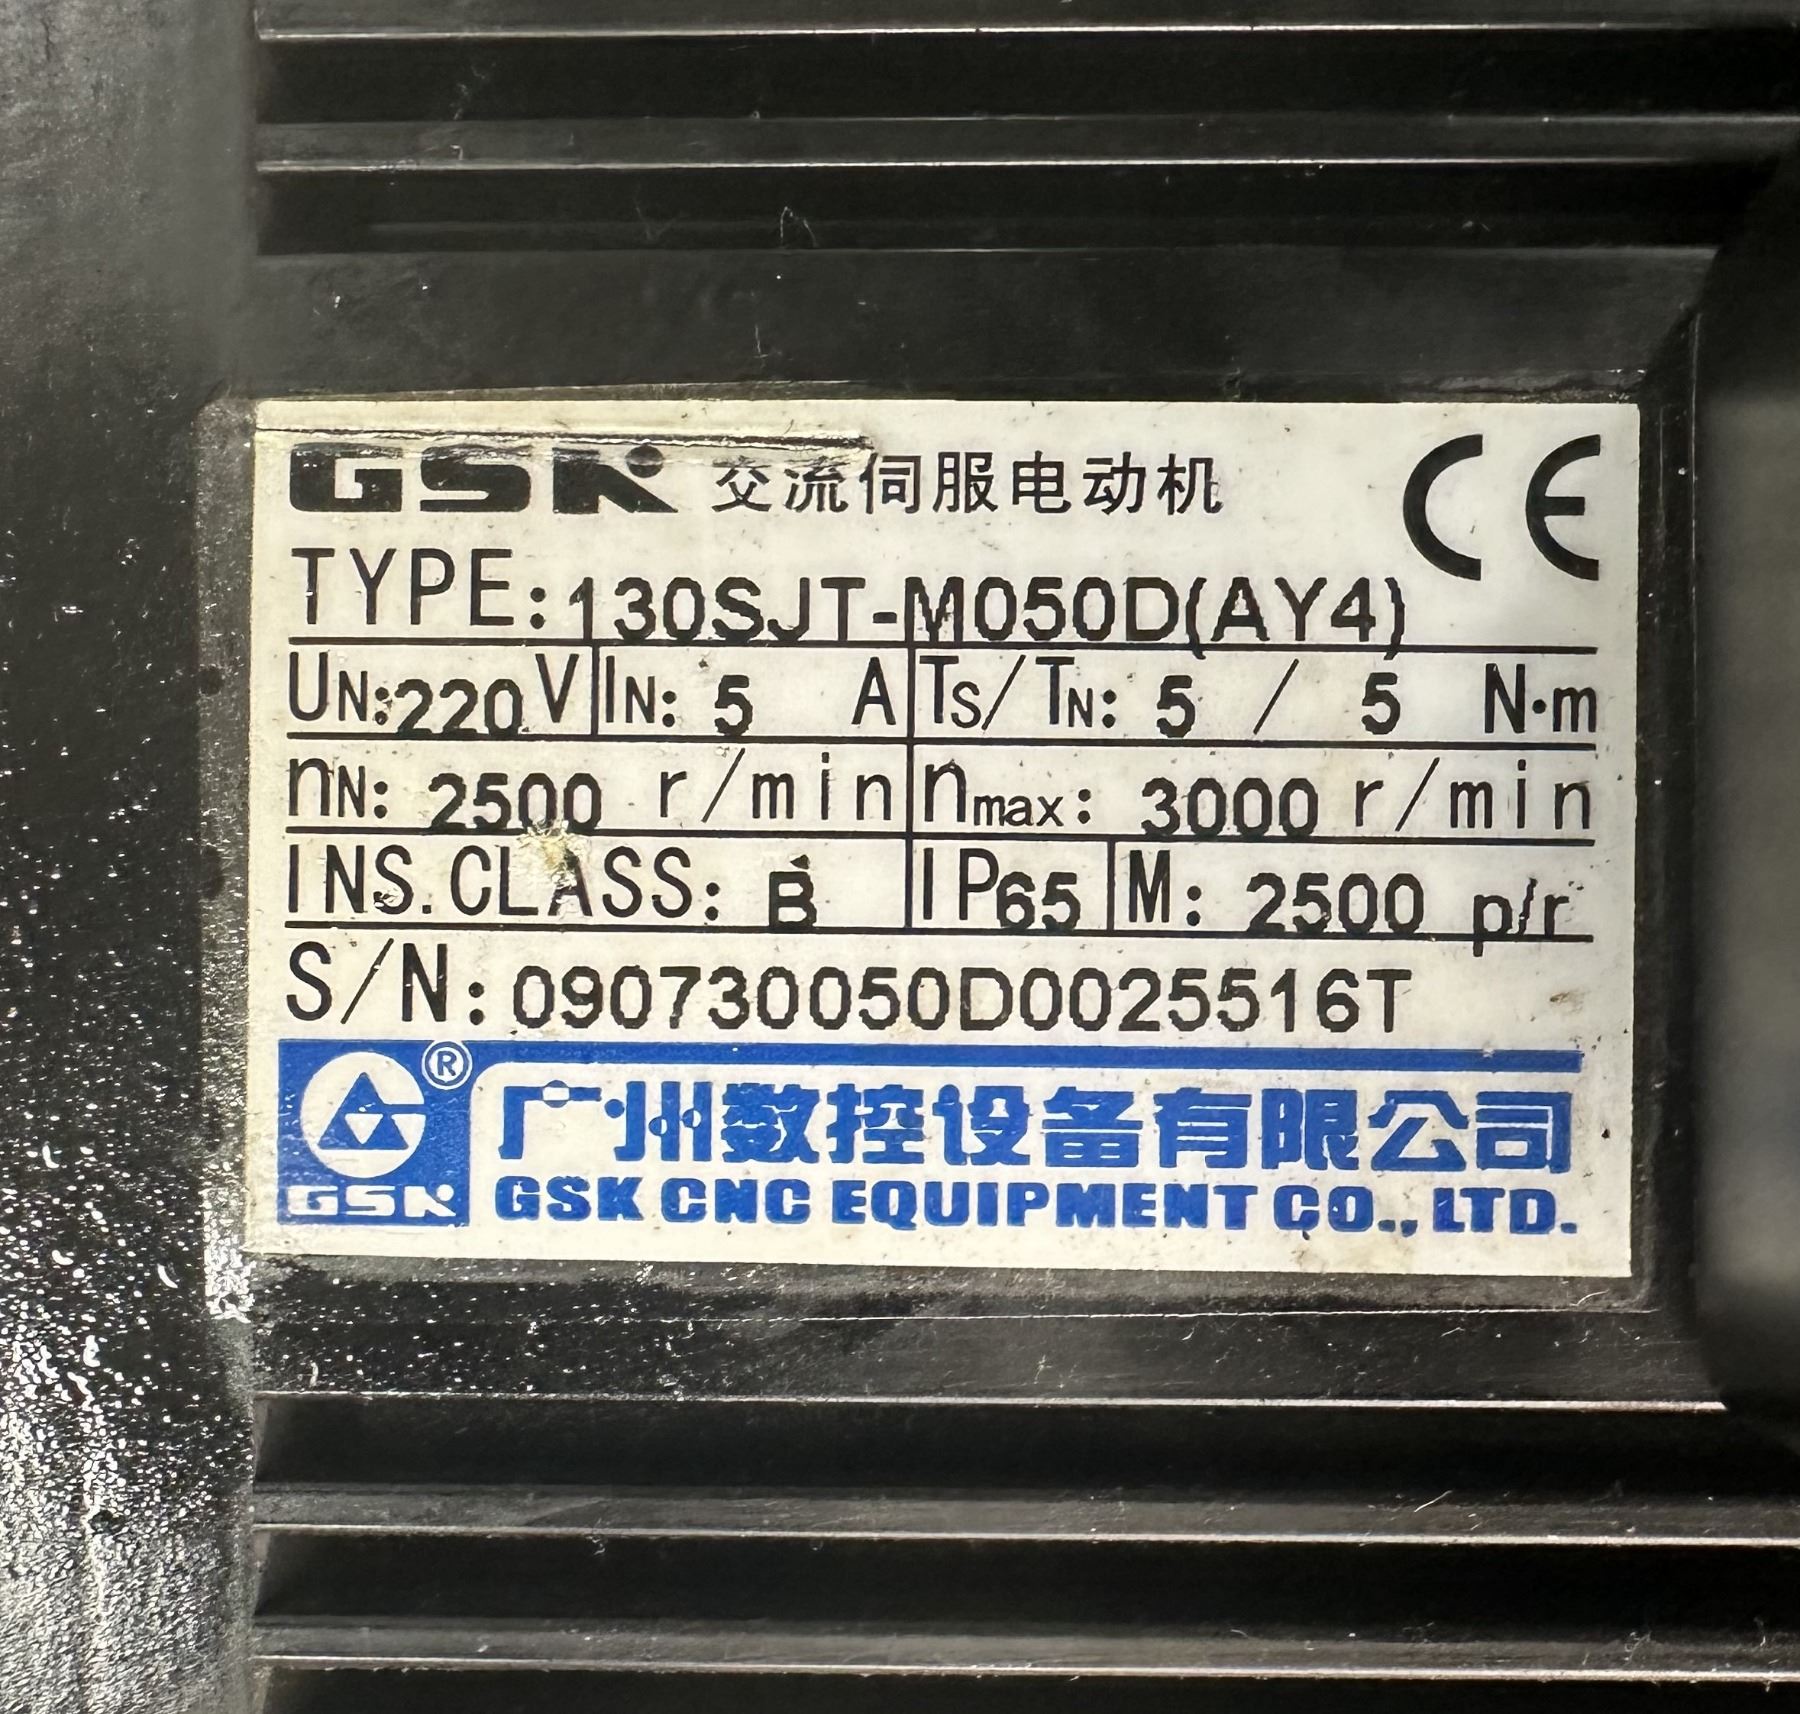 GSK 交流伺服电动机 CE
TYPE:130SJT-M050D(AY4)
UN:220V IN: 5 A TS/TN: 5 / 5 N·m
nN: 2500 r/min nmax: 3000 r/min
INS.CLASS: B IP65 M: 2500 p/r
S/N:090730050D0025516T
® 广州数控设备有限公司
GSK GSK CNC EQUIPMENT CO., LTD.